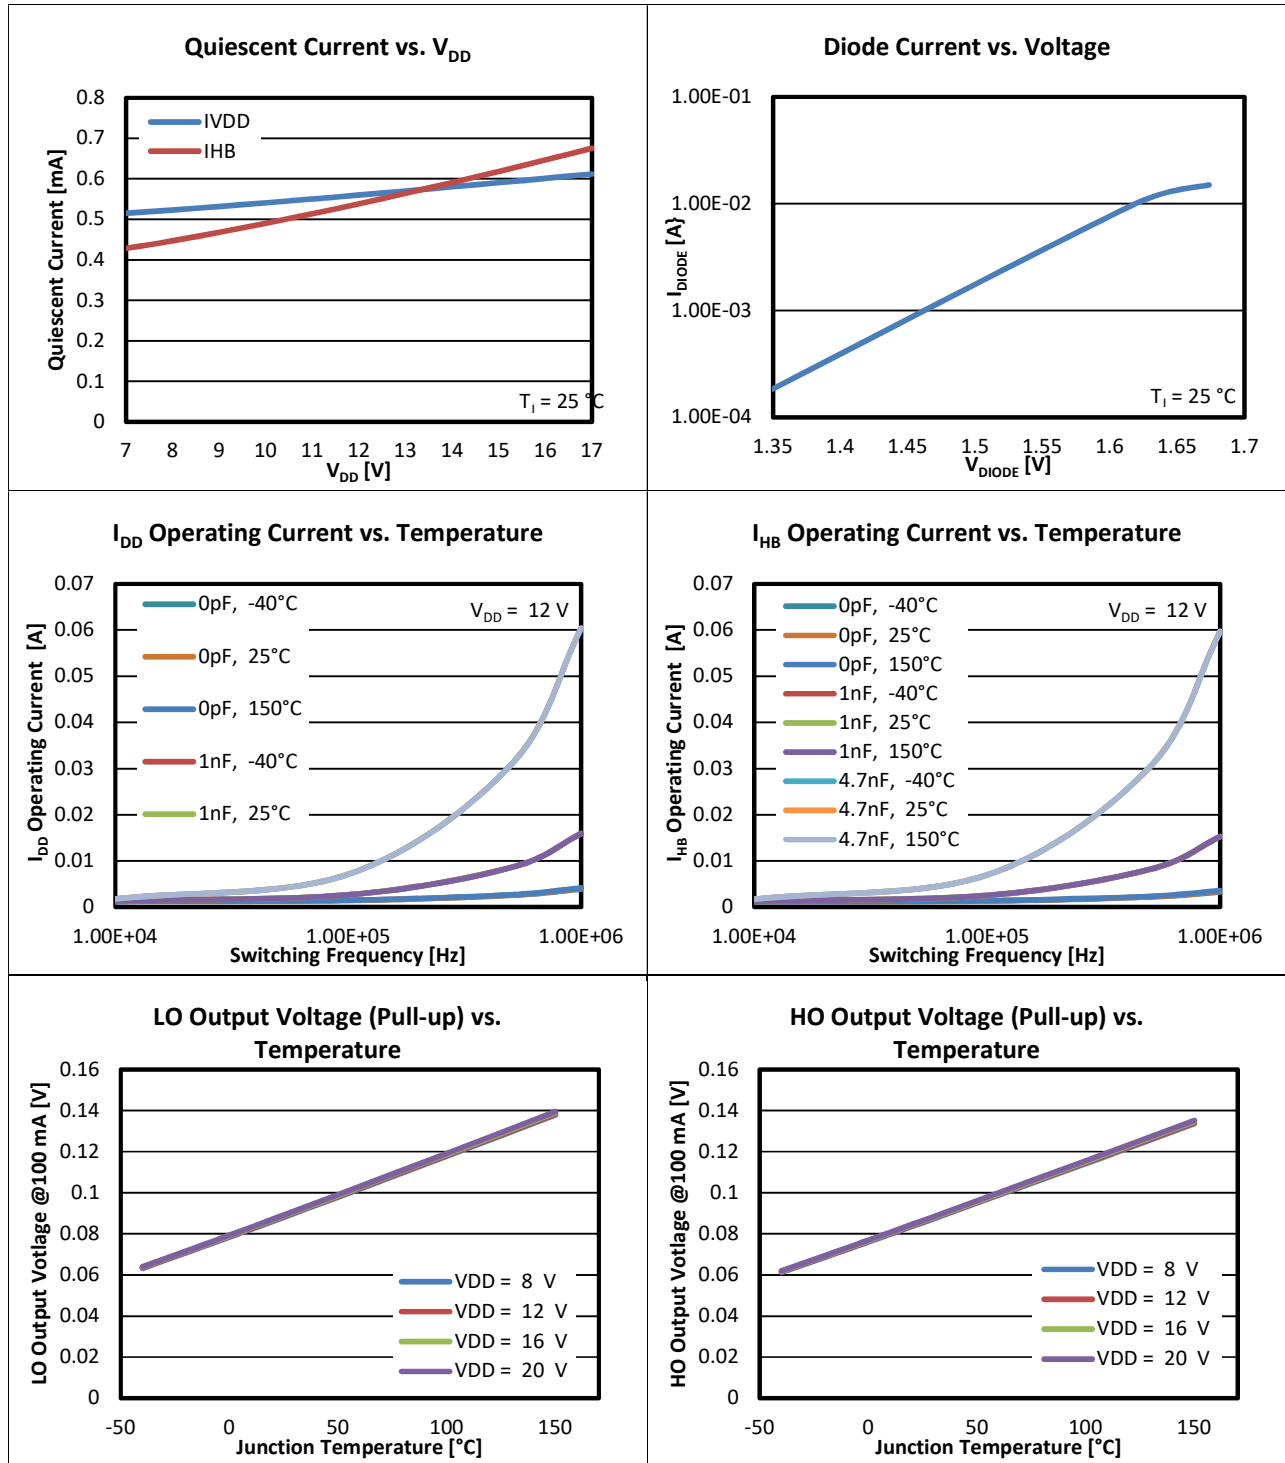 Quiescent Current vs. VDD
Quiescent Current [mA]
0.8
0.7
0.6
0.5
0.4
0.3
0.2
0.1
0
IVDD
IHB
TJ = 25 °C
7 8 9 10 11 12 13 14 15 16 17
VDD [V]
Diode Current vs. Voltage
IDIODE [A}
1.00E-01
1.00E-02
1.00E-03
1.00E-04
TJ = 25 °C
1.35 1.4 1.45 1.5 1.55 1.6 1.65 1.7
VDIODE [V]
IDD Operating Current vs. Temperature
IDD Operating Current [A]
0.07
0.06
0.05
0.04
0.03
0.02
0.01
0
0pF, -40°C
0pF, 25°C
0pF, 150°C
1nF, -40°C
1nF, 25°C
VDD = 12 V
1.00E+04 1.00E+05 1.00E+06
Switching Frequency [Hz]
IHB Operating Current vs. Temperature
IHB Operating Current [A]
0.07
0.06
0.05
0.04
0.03
0.02
0.01
0
0pF, -40°C
0pF, 25°C
0pF, 150°C
1nF, -40°C
1nF, 25°C
1nF, 150°C
4.7nF, -40°C
4.7nF, 25°C
4.7nF, 150°C
VDD = 12 V
1.00E+04 1.00E+05 1.00E+06
Switching Frequency [Hz]
LO Output Voltage (Pull-up) vs.
Temperature
LO Output Votlage @100 mA [V]
0.16
0.14
0.12
0.1
0.08
0.06
0.04
0.02
0
VDD = 8 V
VDD = 12 V
VDD = 16 V
VDD = 20 V
-50 0 50 100 150
Junction Temperature [°C]
HO Output Voltage (Pull-up) vs.
Temperature
HO Output Votlage @100 mA [V]
0.16
0.14
0.12
0.1
0.08
0.06
0.04
0.02
0
VDD = 8 V
VDD = 12 V
VDD = 16 V
VDD = 20 V
-50 0 50 100 150
Junction Temperature [°C]